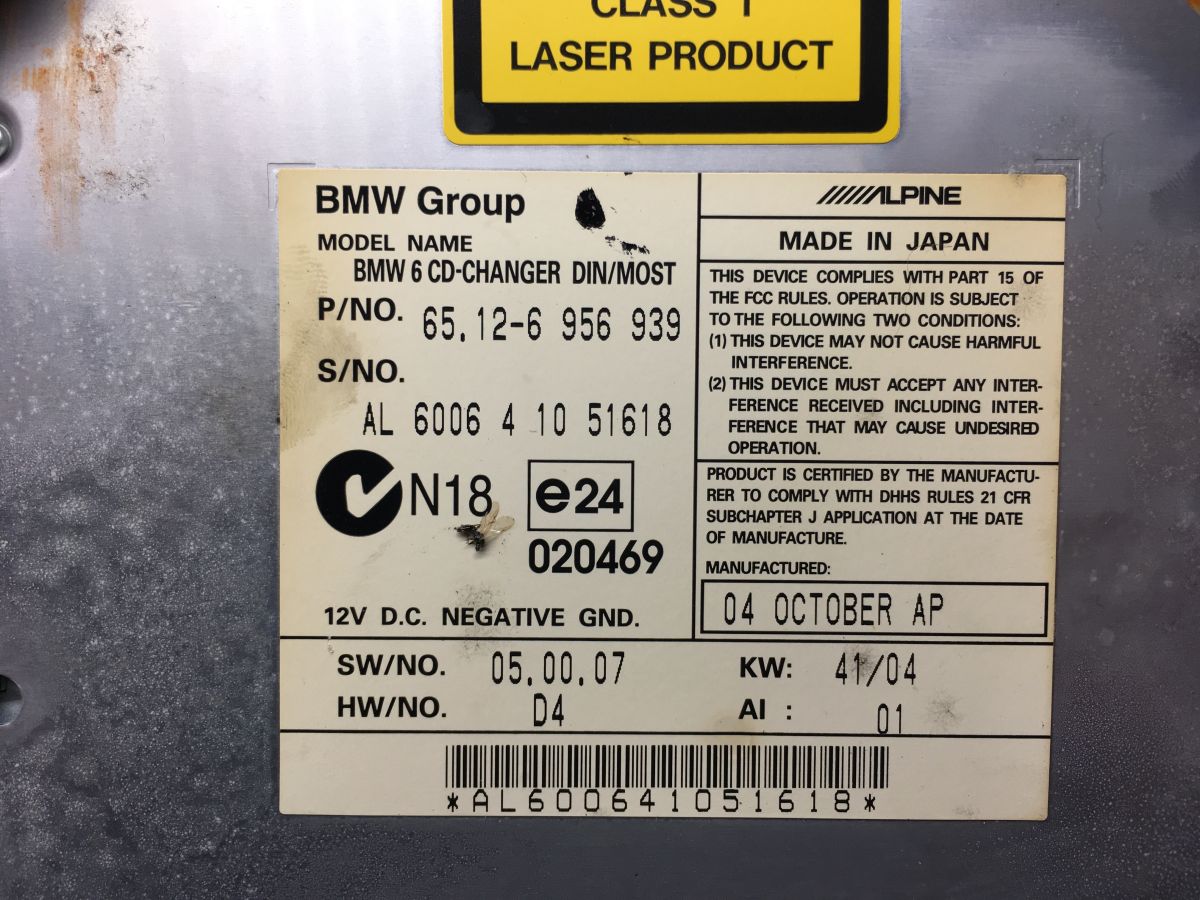 CLASS 1
LASER PRODUCT
BMW Group
MODEL NAME
BMW 6 CD-CHANGER DIN/MOST
P/NO. 65.12-6 956 939
S/NO.
AL 6006 4 10 51618
N18
e24
020469
12V D.C. NEGATIVE GND.
ALPINE
MADE IN JAPAN
THIS DEVICE COMPLIES WITH PART 15 OF
THE FCC RULES. OPERATION IS SUBJECT
TO THE FOLLOWING TWO CONDITIONS:
(1) THIS DEVICE MAY NOT CAUSE HARMFUL
INTERFERENCE.
(2) THIS DEVICE MUST ACCEPT ANY INTER-
FERENCE RECEIVED INCLUDING INTER-
FERENCE THAT MAY CAUSE UNDESIRED
OPERATION.
PRODUCT IS CERTIFIED BY THE MANUFACTU-
RER TO COMPLY WITH DHHS RULES 21 CFR
SUBCHAPTER J APPLICATION AT THE DATE
OF MANUFACTURE.
MANUFACTURED:
04 OCTOBER AP
SW/NO. 05.00.07 KW: 41/04
HW/NO. D4 AI : 01
*AL600641051618*